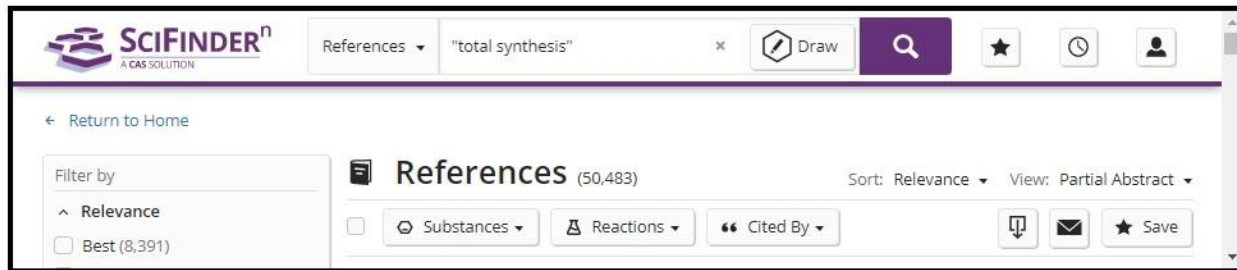 SCIFINDERⁿ
A CAS SOLUTION
References
"total synthesis"
×
Draw
← Return to Home
Filter by
Relevance
Best (8,391)
References (50,483)
Sort: Relevance View: Partial Abstract
Substances
Reactions
Cited By
Save